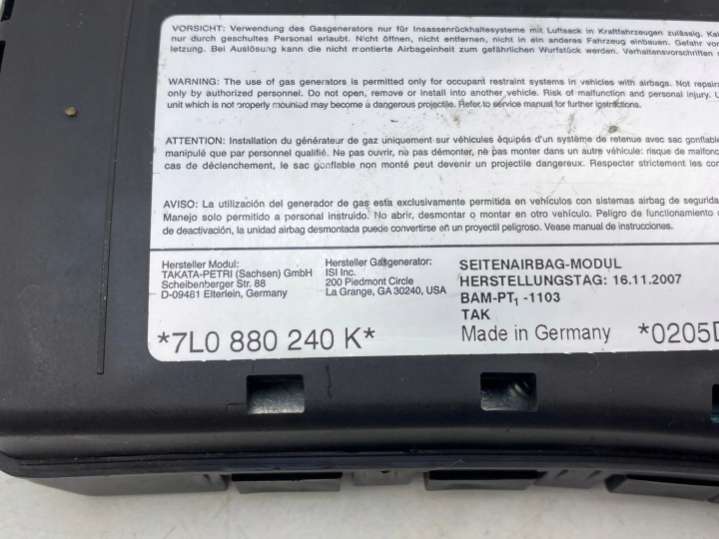 VORSICHT: Verwendung des Gasgenerators nur für Insassenrückhaltesysteme mit Luftsack in Kraftfahrzeugen zulässig.
nur durch geschultes Personal erlaubt. Nicht öffnen, nicht entfernen, nicht in ein anderes Fahrzeug einbauen. Gefahr
letzung. Bei Auslösung kann die nicht montierte Airbageinheit zum gefährlichen Wurfstück werden. Verhaltensvorschriften
WARNING: The use of gas generators is permitted only for occupant restraint systems in vehicles with airbags. Not
only by authorized personnel. Do not open, remove or install into another vehicle. Risk of malfunction and personal injury.
unit which is not properly mounted may become a dangerous projectile. Refer to service manual for further instructions.
ATTENTION: Installation du générateur de gaz uniquement sur véhicules équipés d'un système de retenue avec sac
manipulé que par personnel qualifié. Ne pas ouvrir, ne pas démonter, ne pas monter dans un autre véhicule: risque de
cas de déclenchement, le sac gonflable non monté peut devenir un projectile dangereux. Respecter strictement les
AVISO: La utilización del generador de gas esta exclusivamente permitida en vehículos con sistemas airbag de
Manejo solo permitido a personal instruido. No abrir, desmontar o montar en otro vehículo. Peligro de funcionamiento
de deactivación, la unidad airbag desmontada puede convertirse en un proyectil peligroso. Vease manual de instrucciones.
Hersteller Modul:
TAKATA-PETRI (Sachsen) GmbH
Scheibenberger Str. 88
D-09481 Elterlein, Germany
Hersteller Gasgenerator:
ISI Inc.
200 Piedmont Circle
La Grange, GA 30240, USA
SEITENAIRBAG-MODUL
HERSTELLUNGSTAG: 16.11.2007
BAM-PT₁ -1103
TAK
Made in Germany
*7L0 880 240 K*
*0205